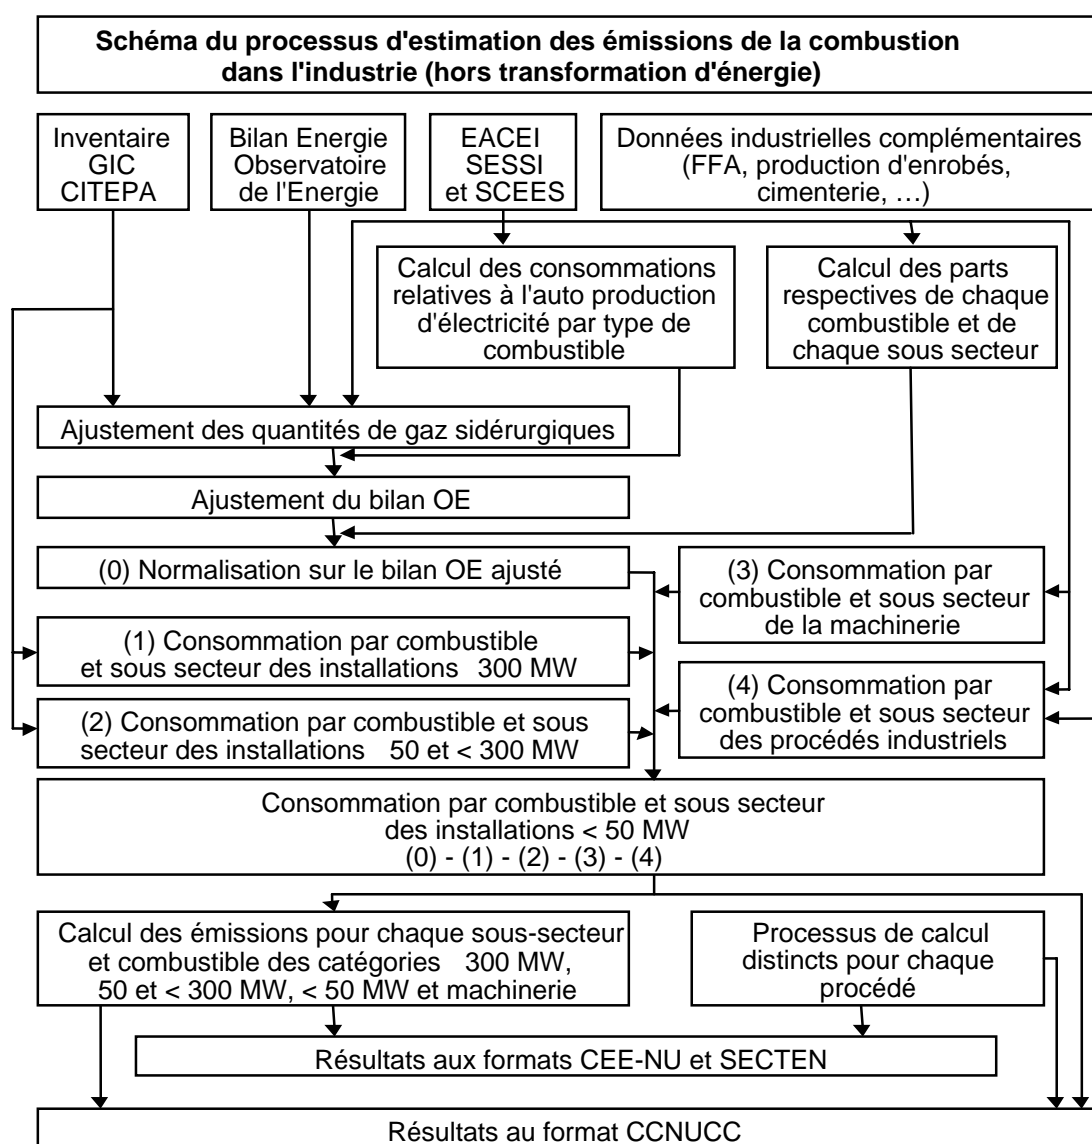 Schéma du processus d'estimation des émissions de la combustion
dans l'industrie (hors transformation d'énergie)
Inventaire
GIC
CITEPA
Bilan Energie
Observatoire
de l'Energie
EACEI
SESSI
et SCEES
Données industrielles complémentaires
(FFA, production d'enrobés,
cimenterie, …)
Calcul des consommations
relatives à l'auto production
d'électricité par type de
combustible
Calcul des parts
respectives de chaque
combustible et de
chaque sous secteur
Ajustement des quantités de gaz sidérurgiques
Ajustement du bilan OE
(0) Normalisation sur le bilan OE ajusté
(1) Consommation par combustible
et sous secteur des installations 300 MW
(2) Consommation par combustible et sous
secteur des installations 50 et < 300 MW
(3) Consommation par
combustible et sous secteur
de la machinerie
(4) Consommation par
combustible et sous secteur
des procédés industriels
Consommation par combustible et sous secteur
des installations < 50 MW
(0) - (1) - (2) - (3) - (4)
Calcul des émissions pour chaque sous-secteur
et combustible des catégories 300 MW,
50 et < 300 MW, < 50 MW et machinerie
Processus de calcul
distincts pour chaque
procédé
Résultats aux formats CEE-NU et SECTEN
Résultats au format CCNUCC